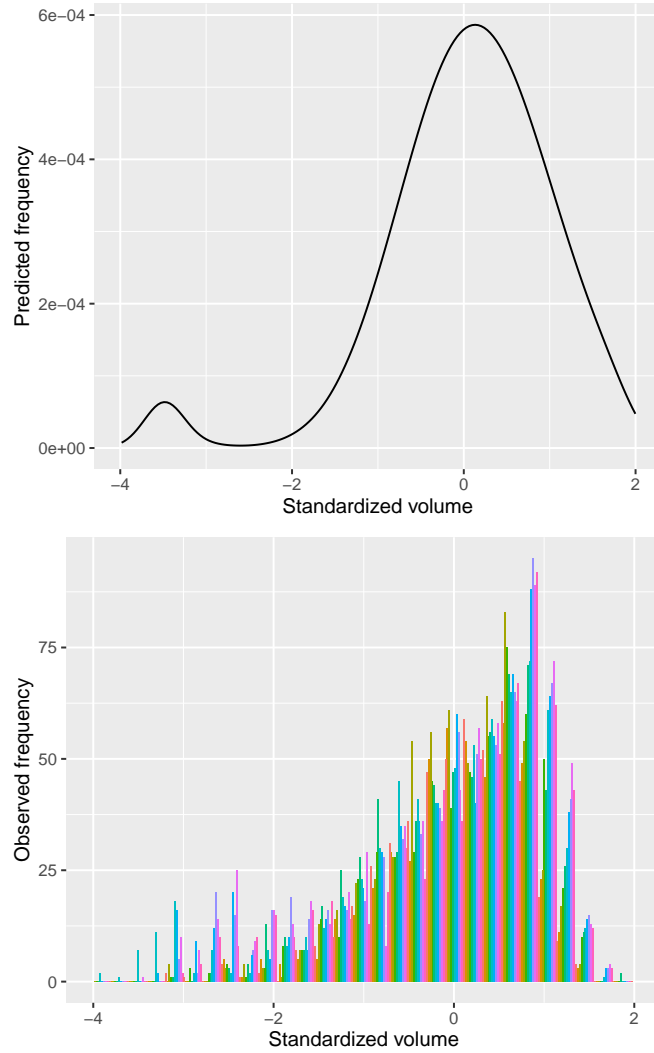 6e−04
4e−04
2e−04
0e+00
Predicted frequency
−4
−2
0
2
Standardized volume
75
50
25
0
Observed frequency
−4
−2
0
2
Standardized volume